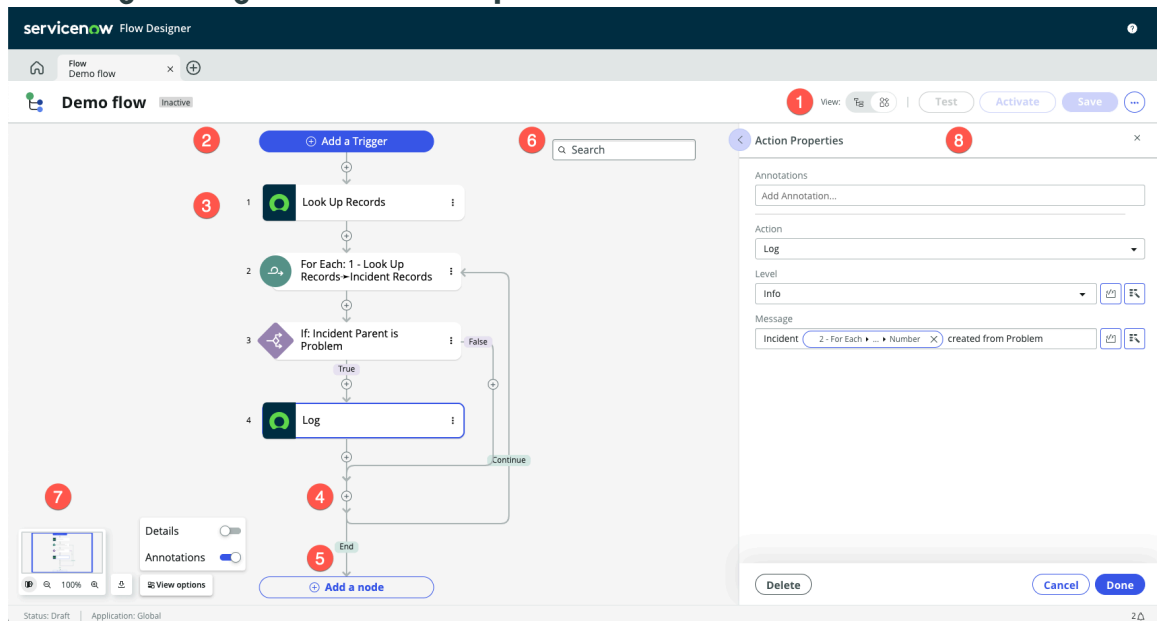 servicenow Flow Designer
Flow
Demo flow
Demo flow Inactive
1 View: Test Activate Save
2 Add a Trigger
6 Search
Action Properties 8
Annotations
Add Annotation...
3 1 Look Up Records
Action
Log
2 For Each: 1 - Look Up
Records Incident Records
Level
Info
Message
Incident 2 - For Each ▸ ... ▸ Number created from Problem
3 If: Incident Parent is
Problem
False
True
4 Log
Continue
4
7
Details
Annotations
End
5
100% View options
Add a node
Delete Cancel Done
Status: Draft Application: Global 2